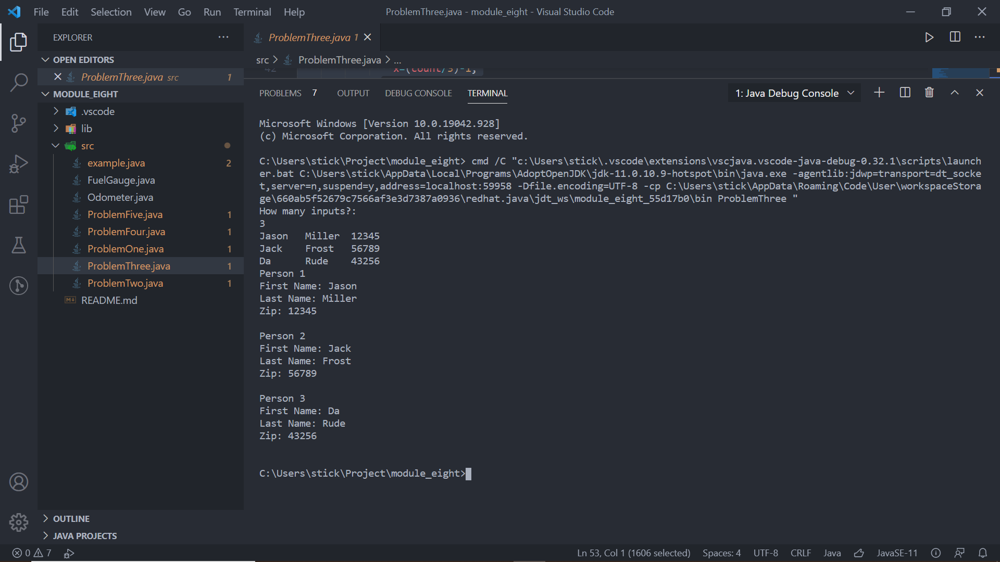 File Edit Selection View Go Run Terminal Help
ProblemThree.java - module_eight - Visual Studio Code
EXPLORER
OPEN EDITORS
ProblemThree.java src 1
MODULE_EIGHT
.vscode
lib
src
example.java 2
FuelGauge.java
Odometer.java
ProblemFive.java 1
ProblemFour.java 1
ProblemOne.java 1
ProblemThree.java 1
ProblemTwo.java 1
README.md
OUTLINE
JAVA PROJECTS
ProblemThree.java 1
src > ProblemThree.java > ...
42 x=(count/3)-1;
PROBLEMS 7 OUTPUT DEBUG CONSOLE TERMINAL
1: Java Debug Console
Microsoft Windows [Version 10.0.19042.928]
(c) Microsoft Corporation. All rights reserved.
C:\Users\stick\Project\module_eight> cmd /C "c:\Users\stick\.vscode\extensions\vscjava.vscode-java-debug-0.32.1\scripts\launch
er.bat C:\Users\stick\AppData\Local\Programs\AdoptOpenJDK\jdk-11.0.10.9-hotspot\bin\java.exe -agentlib:jdwp=transport=dt_socke
t,server=n,suspend=y,address=localhost:59958 -Dfile.encoding=UTF-8 -cp C:\Users\stick\AppData\Roaming\Code\User\workspaceStora
ge\660ab5f52679c7566af3e3d7387a0936\redhat.java\jdt_ws\module_eight_55d17b0\bin ProblemThree "
How many inputs?:
3
Jason Miller 12345
Jack Frost 56789
Da Rude 43256
Person 1
First Name: Jason
Last Name: Miller
Zip: 12345
Person 2
First Name: Jack
Last Name: Frost
Zip: 56789
Person 3
First Name: Da
Last Name: Rude
Zip: 43256
C:\Users\stick\Project\module_eight>
0 7
Ln 53, Col 1 (1606 selected) Spaces: 4 UTF-8 CRLF Java JavaSE-11